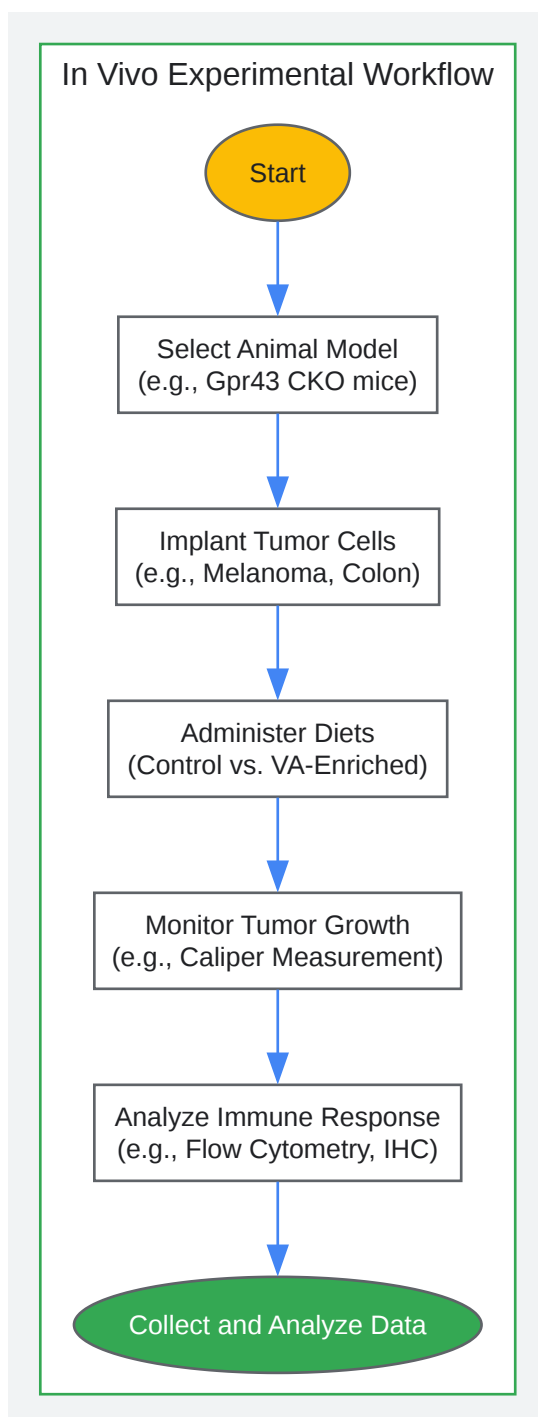 In Vivo Experimental Workflow
Start
Select Animal Model
(e.g., Gpr43 CKO mice)
Implant Tumor Cells
(e.g., Melanoma, Colon)
Administer Diets
(Control vs. VA-Enriched)
Monitor Tumor Growth
(e.g., Caliper Measurement)
Analyze Immune Response
(e.g., Flow Cytometry, IHC)
Collect and Analyze Data